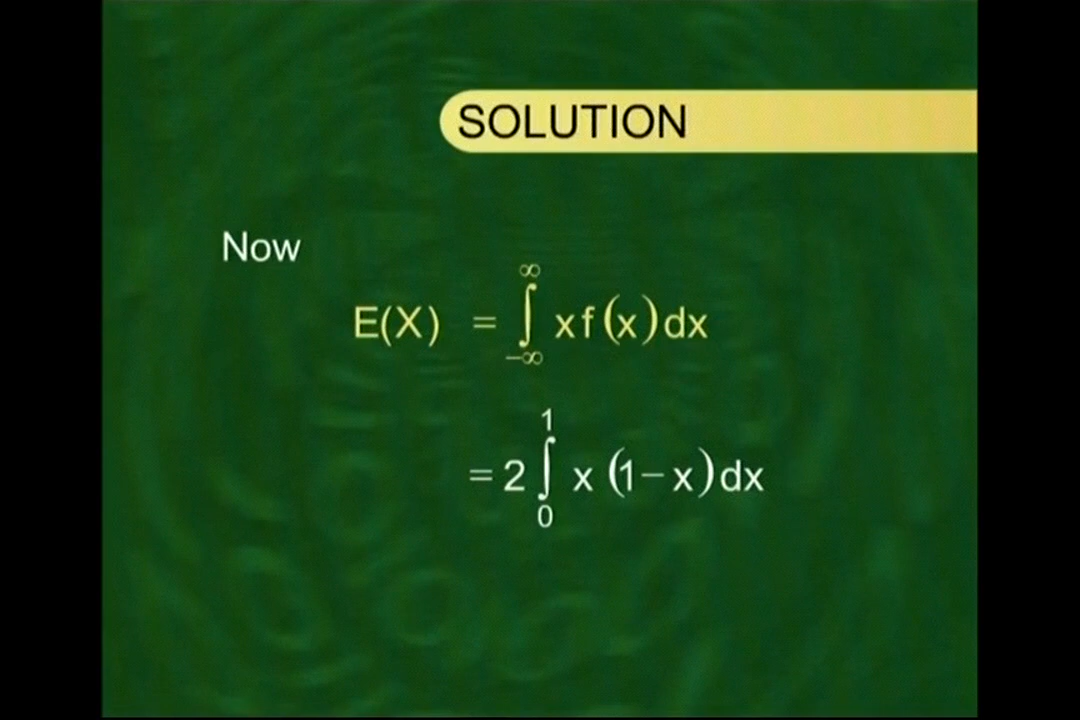 SOLUTION
Now
E(X) = ∫_{-∞}^{∞} x f (x) dx
= 2 ∫_{0}^{1} x (1 − x) dx